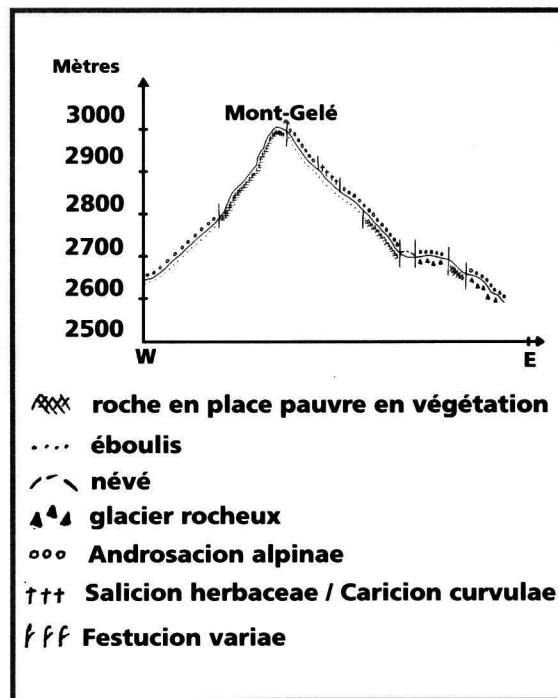 Mètres
Mont-Gelé
3000
2900
2800
2700
2600
2500
W
E
roche en place pauvre en végétation
éboulis
névé
glacier rocheux
Androsacion alpinae
Salicion herbaceae / Caricion curvulae
Festucion variae